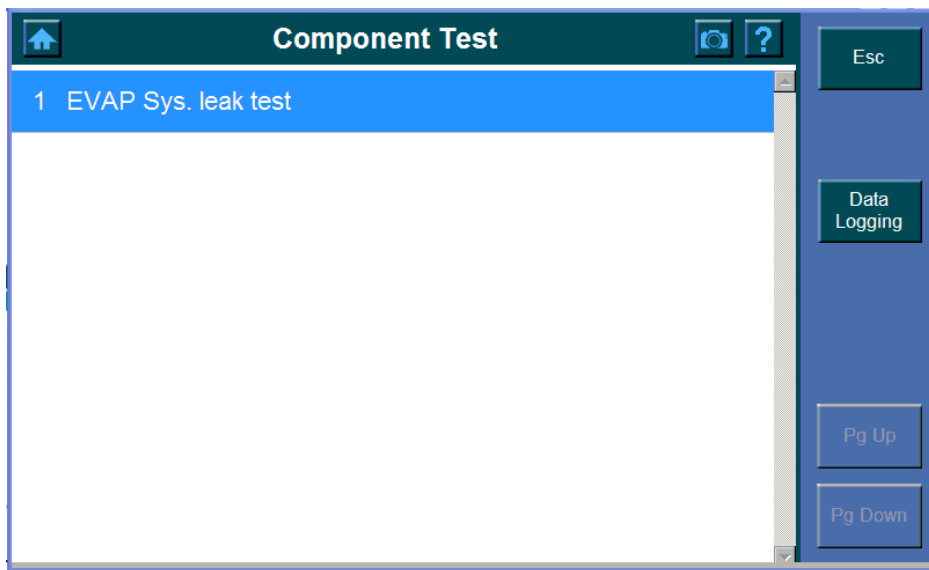 Component Test
?
Esc
1 EVAP Sys. leak test
Data
Logging
Pg Up
Pg Down